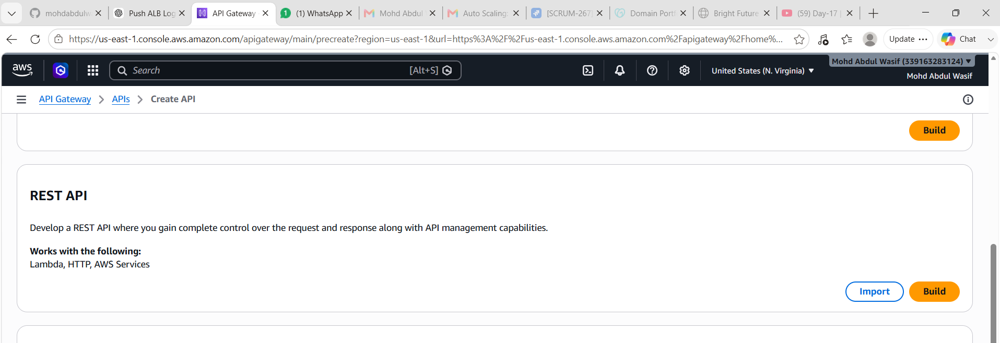 mohdabdulw
Push ALB Log
API Gateway
(1) WhatsApp
Mohd Abdul
Auto Scaling:
[SCRUM-267]
Domain Portf
Bright Future
(59) Day-17 |
https://us-east-1.console.aws.amazon.com/apigateway/main/precreate?region=us-east-1&url=https%3A%2F%2Fus-east-1.console.aws.amazon.com%2Fapigateway%2Fhome%...
Update
Chat
aws
Search
[Alt+S]
United States (N. Virginia)
Mohd Abdul Wasif (339163283124)
Mohd Abdul Wasif
API Gateway
APIs
Create API
Build
REST API
Develop a REST API where you gain complete control over the request and response along with API management capabilities.
Works with the following:
Lambda, HTTP, AWS Services
Import
Build